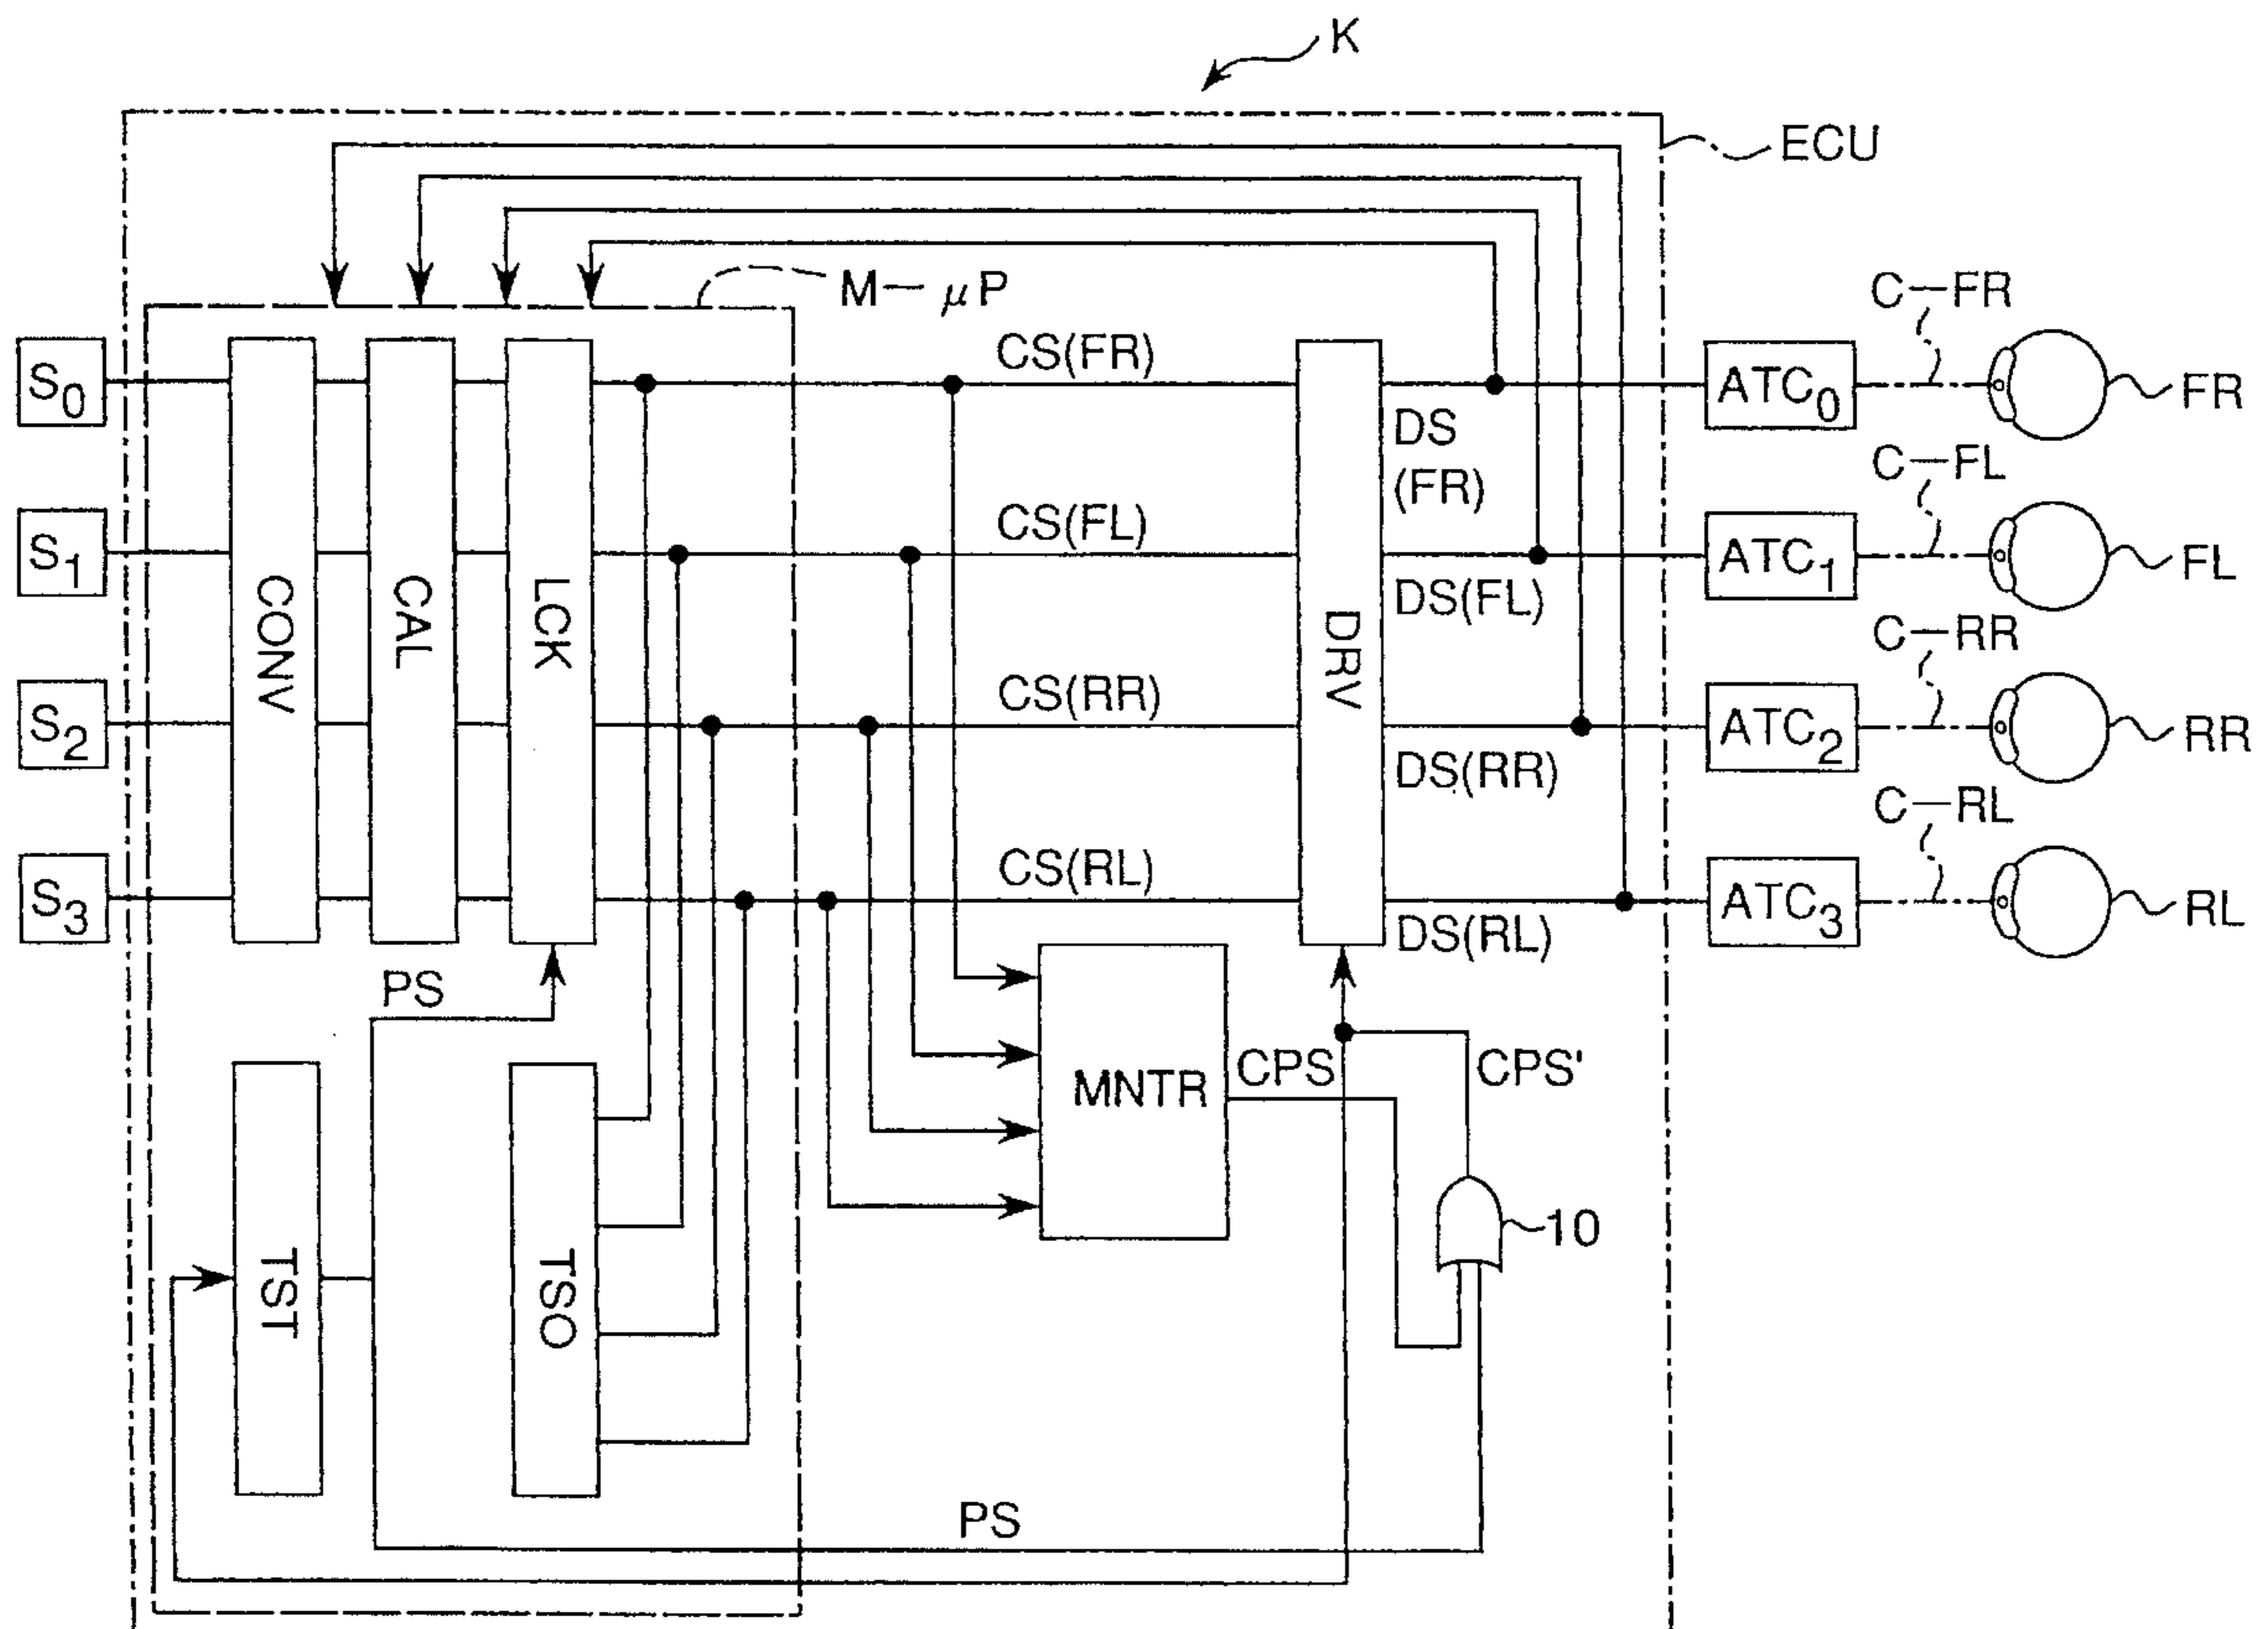 K
ECU
M—μP
C—FR
S0
CS(FR)
ATC0
FR
DS
(FR)
C—FL
S1
CONV
CAL
LCK
CS(FL)
DRV
DS(FL)
ATC1
FL
C—RR
S2
CS(RR)
DS(RR)
ATC2
RR
C—RL
S3
CS(RL)
DS(RL)
ATC3
RL
PS
MNTR
CPS
CPS'
10
TST
TSO
PS